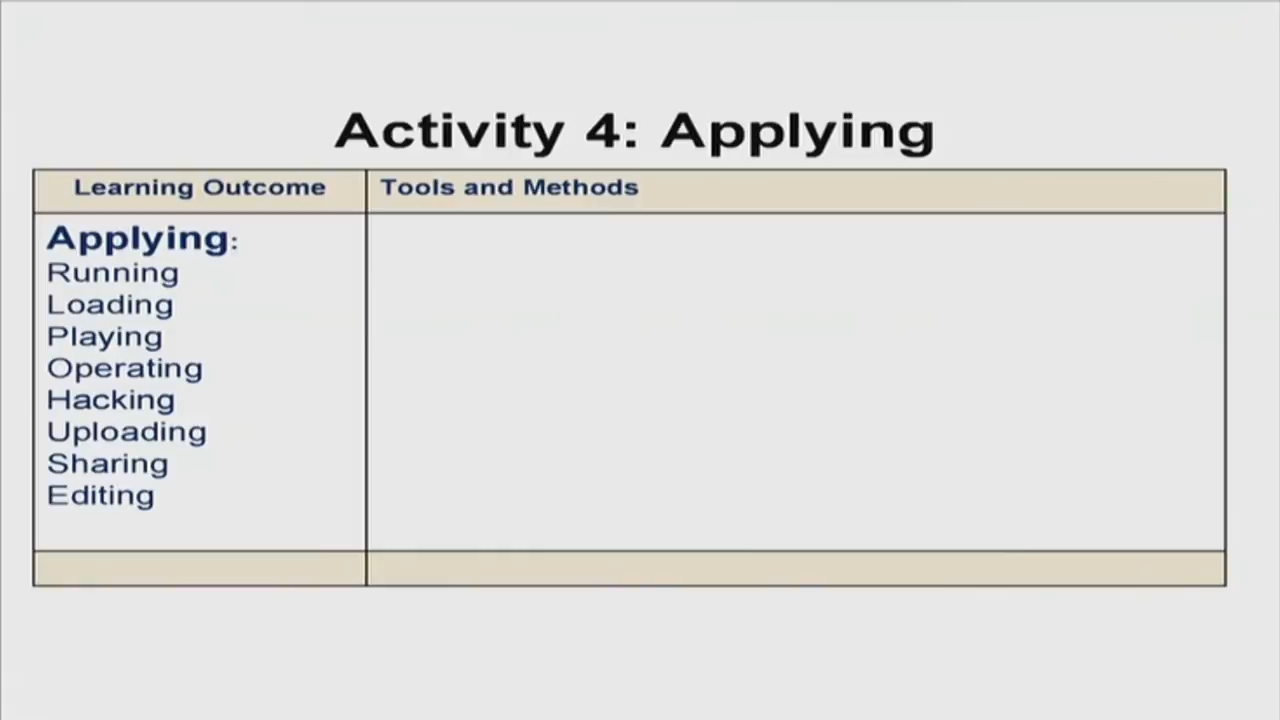 Activity 4: Applying
Learning Outcome
Tools and Methods
Applying:
Running
Loading
Playing
Operating
Hacking
Uploading
Sharing
Editing